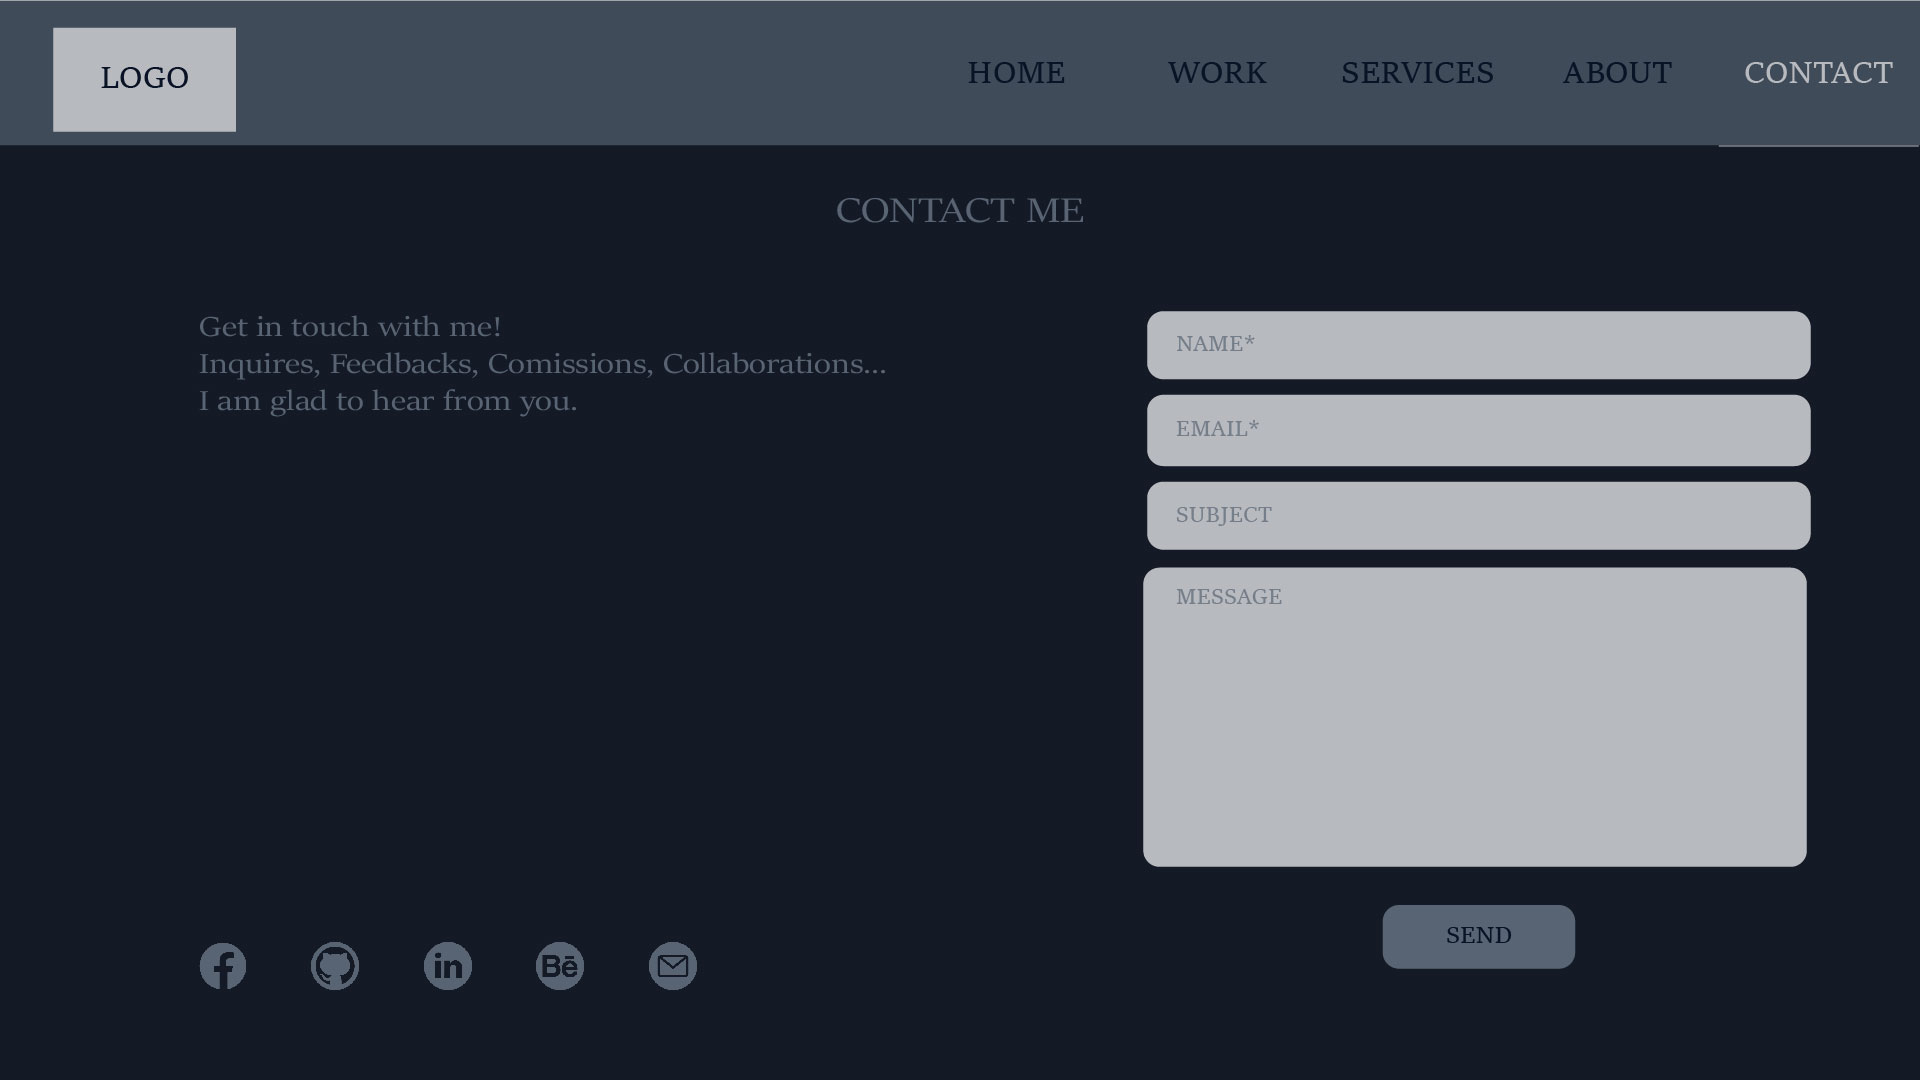 LOGO
HOME WORK SERVICES ABOUT CONTACT
CONTACT ME
Get in touch with me!
Inquires, Feedbacks, Comissions, Collaborations...
I am glad to hear from you.
NAME*
EMAIL*
SUBJECT
MESSAGE
SEND
f
in
Bē